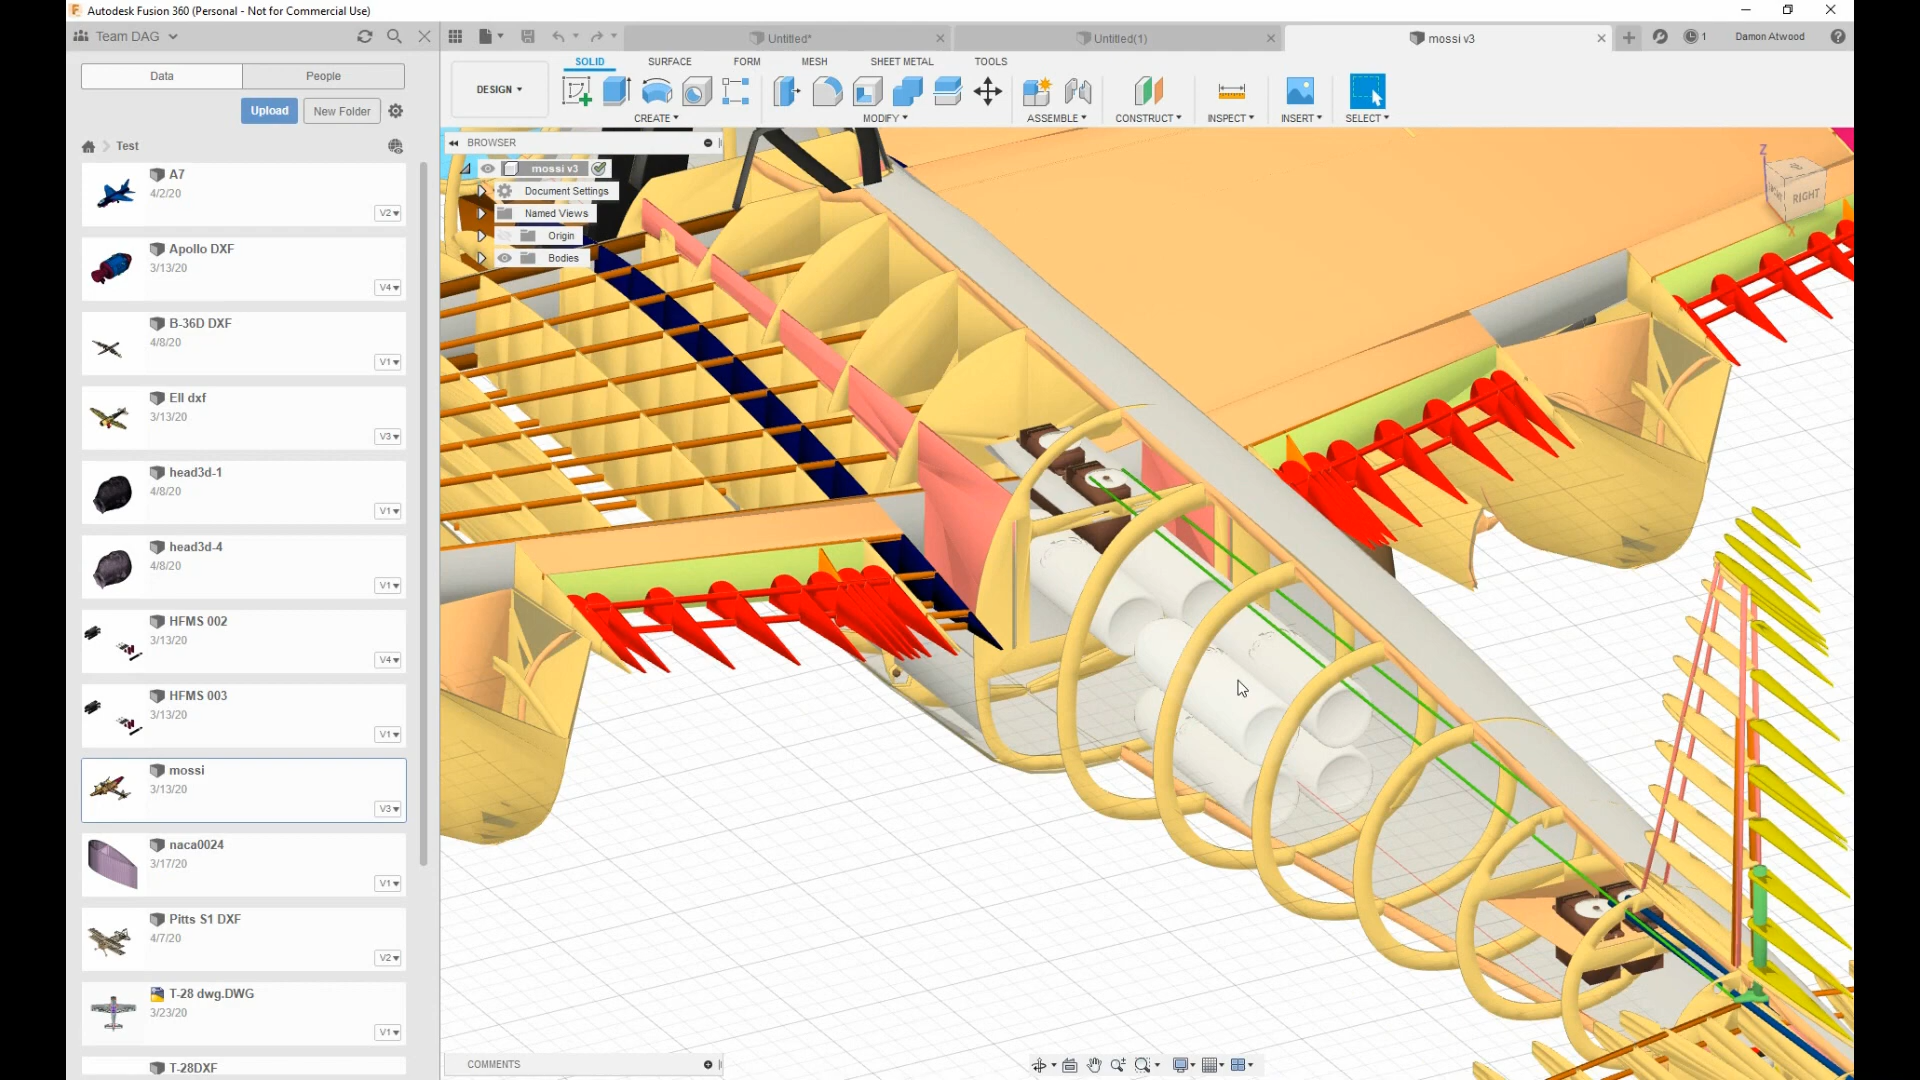 Autodesk Fusion 360 (Personal - Not for Commercial Use)
Team DAG
Untitled*
Untitled(1)
mossi v3
1
Damon Atwood
Data
People
Upload
New Folder
DESIGN
SOLID
SURFACE
FORM
MESH
SHEET METAL
TOOLS
CREATE
MODIFY
ASSEMBLE
CONSTRUCT
INSPECT
INSERT
SELECT
Test
BROWSER
mossi v3
Document Settings
Named Views
Origin
Bodies
Z
RIGHT
X
A7
4/2/20
V2
Apollo DXF
3/13/20
V4
B-36D DXF
4/8/20
V1
Ell dxf
3/13/20
V3
head3d-1
4/8/20
V1
head3d-4
4/8/20
V1
HFMS 002
3/13/20
V4
HFMS 003
3/13/20
V1
mossi
3/13/20
V3
naca0024
3/17/20
V1
Pitts S1 DXF
4/7/20
V2
T-28 dwg.DWG
3/23/20
V1
T-28DXF
COMMENTS